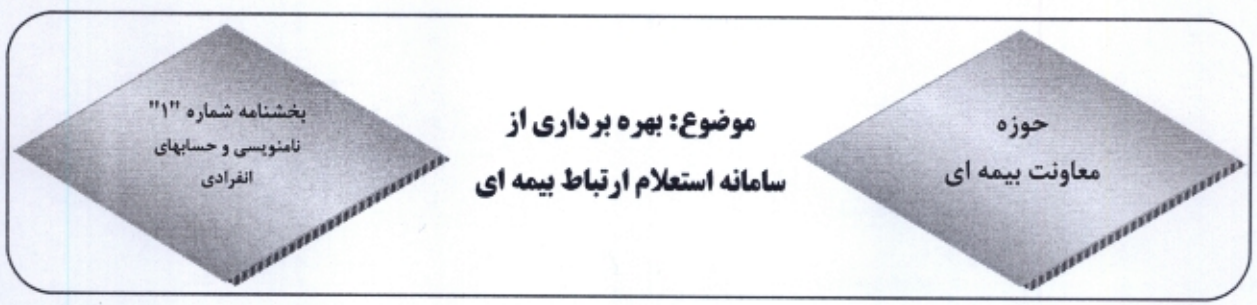 حوزه
معاونت بیمه ای
موضوع: بهره برداری از
سامانه استعلام ارتباط بیمه ای
بخشنامه شماره "۱"
نامنویسی و حسابهای
انفرادی